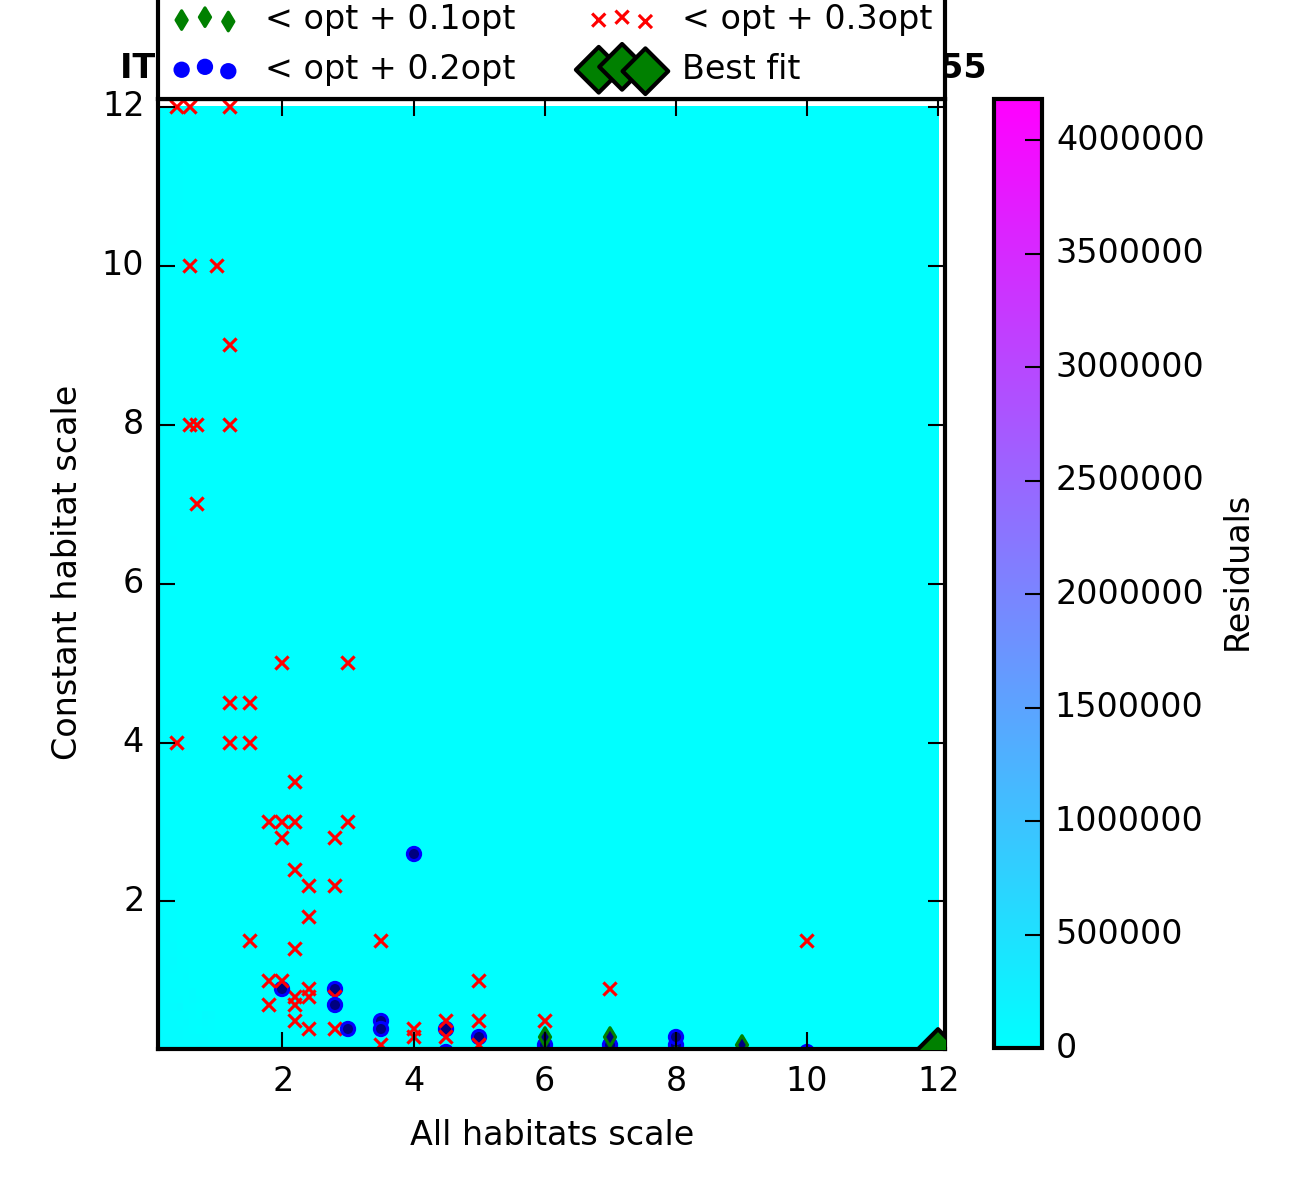 < opt + 0.1opt < opt + 0.3opt
IT < opt + 0.2opt Best fit 55
12
10
8
6
4
2
Constant habitat scale
2 4 6 8 10 12
All habitats scale
4000000
3500000
3000000
2500000
2000000
1500000
1000000
500000
0
Residuals